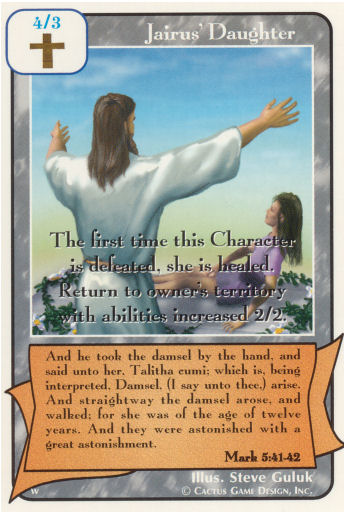 4/3
Jairus' Daughter
The first time this Character
is defeated, she is healed.
Return to owner's territory
with abilities increased 2/2.
And he took the damsel by the hand, and
said unto her, Talitha cumi; which is, being
interpreted, Damsel, (I say unto thee,) arise.
And straightway the damsel arose, and
walked; for she was of the age of twelve
years. And they were astonished with a
great astonishment.
Mark 5:41-42
Illus. Steve Guluk
W © Cactus Game Design, Inc.